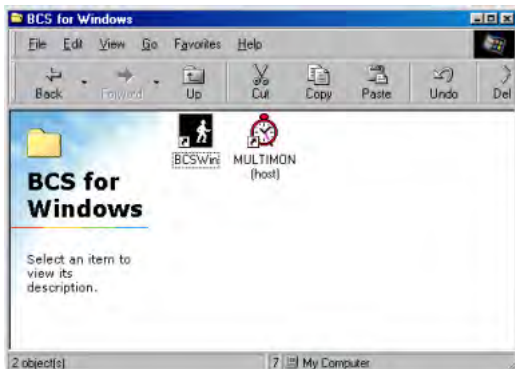 BCS for Windows
File Edit View Go Favorites Help
Back Forward Up Cut Copy Paste Undo Del
BCSWin MULTIMON
(host)
BCS for
Windows
Select an item to
view its
description.
2 object(s) My Computer